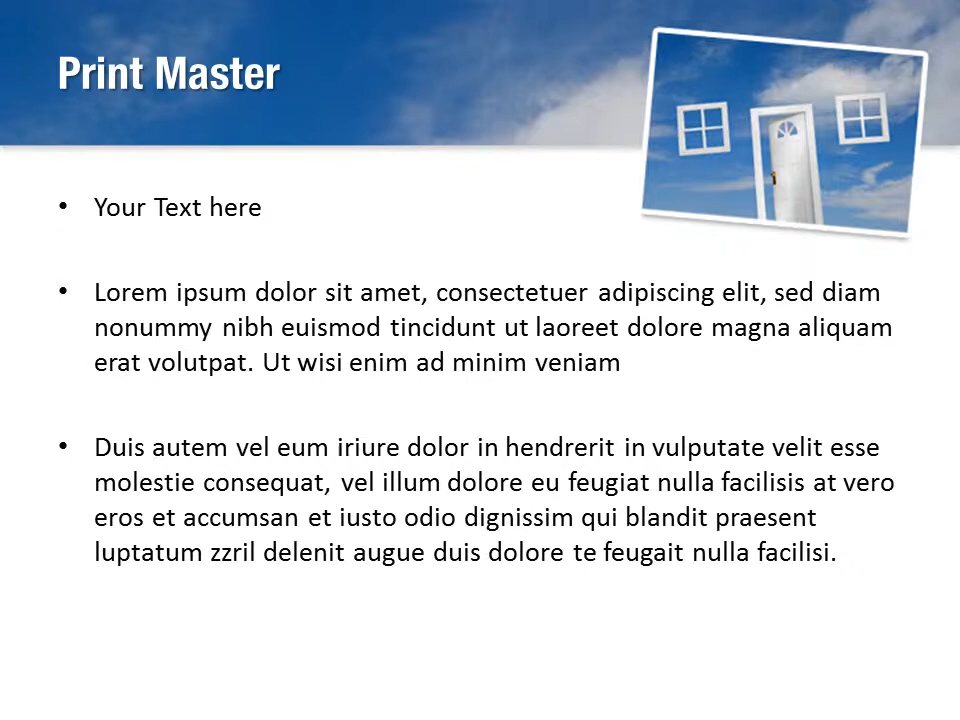 Print Master
• Your Text here
• Lorem ipsum dolor sit amet, consectetuer adipiscing elit, sed diam
nonummy nibh euismod tincidunt ut laoreet dolore magna aliquam
erat volutpat. Ut wisi enim ad minim veniam
• Duis autem vel eum iriure dolor in hendrerit in vulputate velit esse
molestie consequat, vel illum dolore eu feugiat nulla facilisis at vero
eros et accumsan et iusto odio dignissim qui blandit praesent
luptatum zzril delenit augue duis dolore te feugait nulla facilisi.